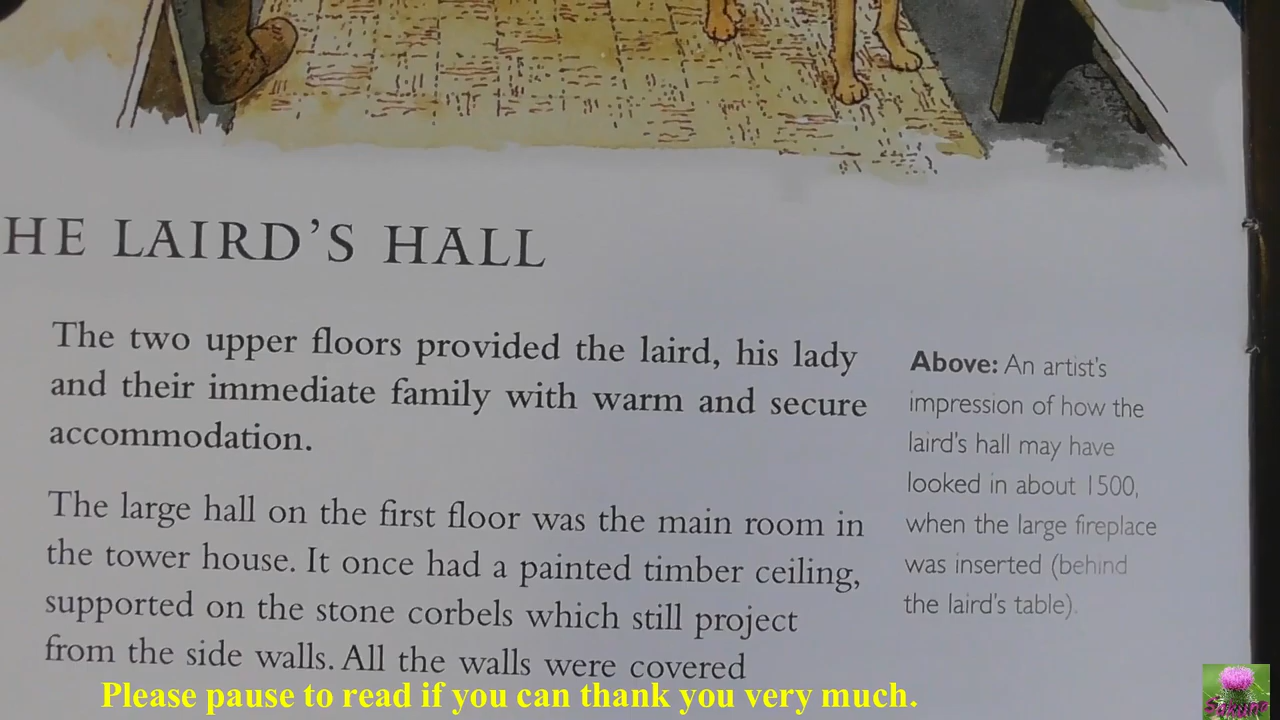 HE LAIRD'S HALL
The two upper floors provided the laird, his lady
and their immediate family with warm and secure
accommodation.
The large hall on the first floor was the main room in
the tower house. It once had a painted timber ceiling,
supported on the stone corbels which still project
from the side walls. All the walls were covered
Above: An artist's
impression of how the
laird's hall may have
looked in about 1500,
when the large fireplace
was inserted (behind
the laird's table).
Please pause to read if you can thank you very much.